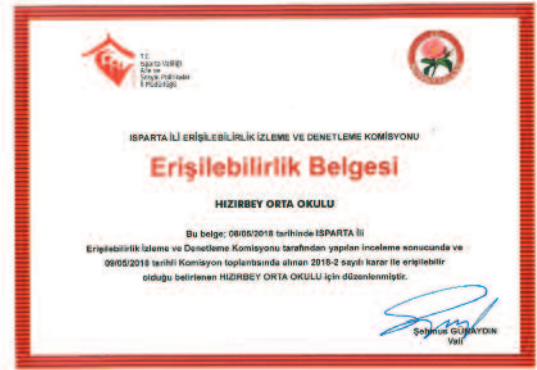 T.C.
Isparta Valiliği
Aile ve
Sosyal Politikalar
İl Müdürlüğü
ISPARTA İLİ ERİŞİLEBİLİRLİK İZLEME VE DENETLEME KOMİSYONU
Erişilebilirlik Belgesi
HIZIRBEY ORTA OKULU
Bu belge; 08/05/2018 tarihinde ISPARTA İli
Erişilebilirlik İzleme ve Denetleme Komisyonu tarafından yapılan inceleme sonucunda ve
09/05/2018 tarihli Komisyon toplantısında alınan 2018-2 sayılı karar ile erişilebilir
olduğu belirlenen HIZIRBEY ORTA OKULU için düzenlenmiştir.
Şehmus GÜNAYDIN
Vali